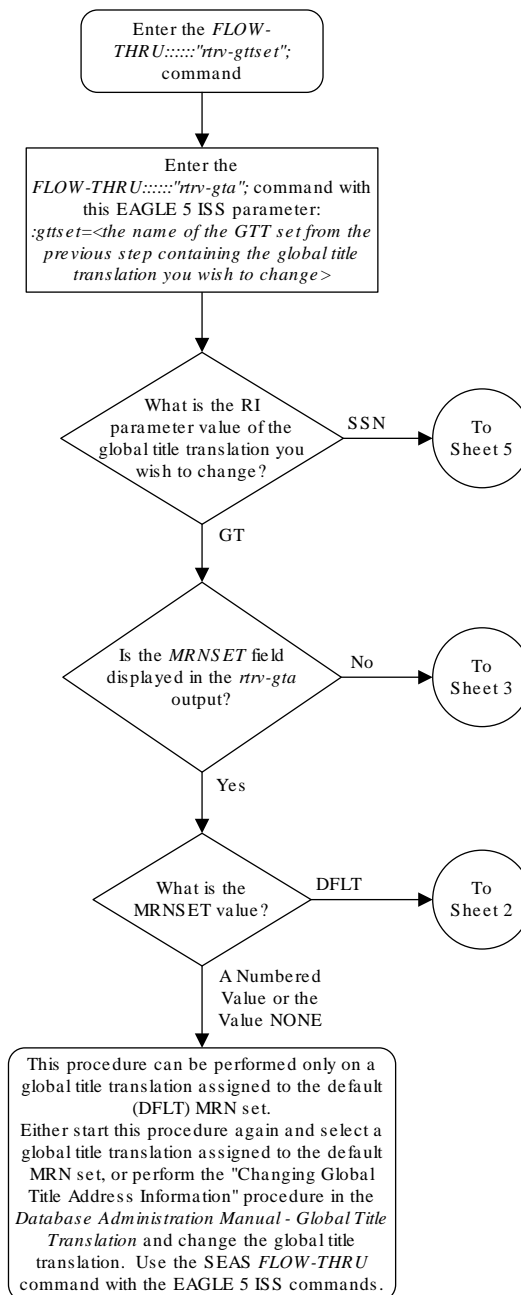 Enter the FLOW-
THRU::::::"rtrv-gttset";
command
Enter the
FLOW-THRU::::::"rtrv-gta"; command with
this EAGLE 5 ISS parameter:
:gttset=<the name of the GTT set from the
previous step containing the global title
translation you wish to change>
What is the RI
parameter value of the
global title translation you
wish to change?
SSN
To
Sheet 5
GT
Is the MRNSET field
displayed in the rtrv-gta
output?
No
To
Sheet 3
Yes
What is the
MRNSET value?
DFLT
To
Sheet 2
A Numbered
Value or the
Value NONE
This procedure can be performed only on a
global title translation assigned to the default
(DFLT) MRN set.
Either start this procedure again and select a
global title translation assigned to the default
MRN set, or perform the "Changing Global
Title Address Information" procedure in the
Database Administration Manual - Global Title
Translation and change the global title
translation.  Use the SEAS FLOW-THRU
command with the EAGLE 5 ISS commands.